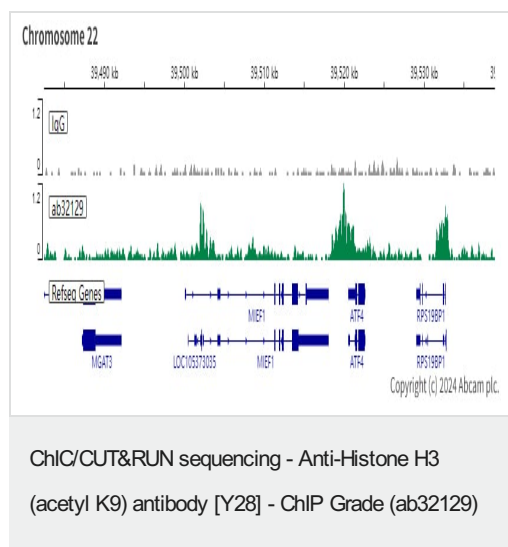 Chromosome 22
39,490 kb 39,500 kb 39,510 kb 39,520 kb 39,530 kb
1.2
IgG
0
1.2
ab32129
0
Refseq Genes
MIEF1 ATF4 RPS19BP1
MGAT3 LOC105373035 MIEF1 ATF4 RPS19BP1
Copyright (c) 2024 Abcam plc.
ChIC/CUT&RUN sequencing - Anti-Histone H3
(acetyl K9) antibody [Y28] - ChIP Grade (ab32129)